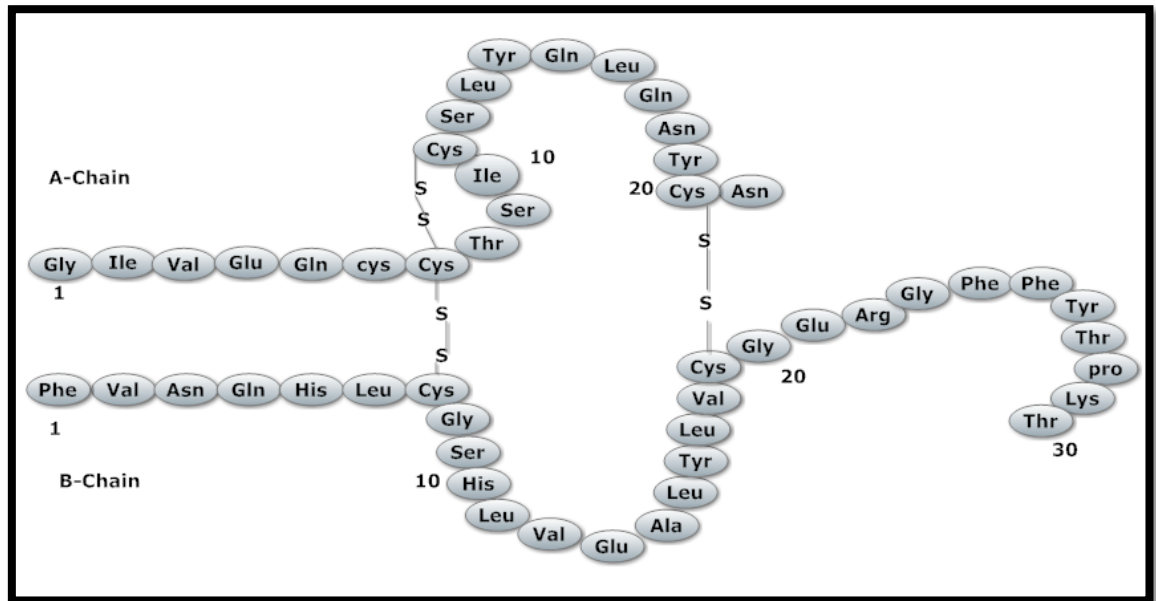 Tyr Gln Leu
Leu Gln
Ser Asn
Cys Tyr
Ile 10
A-Chain
S Ser 20 Cys Asn
S Thr S
Gly Ile Val Glu Gln cys Cys
1
S S
S
Phe Val Asn Gln His Leu Cys
1
Gly
Ser
B-Chain
10 His
Leu
Val
Glu
Ala
Leu
Tyr
Leu
Val
Cys Gly Glu Arg Gly Phe Phe Tyr
20
Thr
pro
Lys
Thr
30